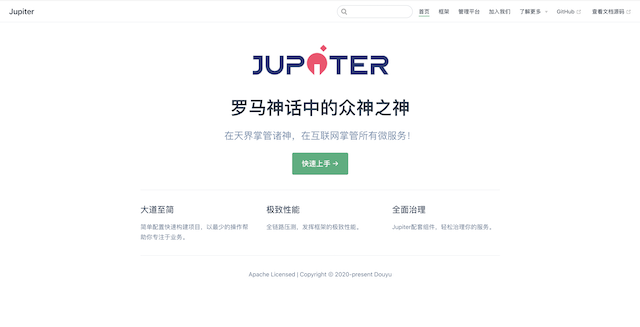 Jupiter
首页 框架 管理平台 加入我们 了解更多 GitHub 查看文档源码
JUPITER
罗马神话中的众神之神
在天界掌管诸神，在互联网掌管所有微服务！
快速上手 →
大道至简
简单配置快速构建项目，以最少的操作帮
助你专注于业务。
极致性能
全链路压测，发挥框架的极致性能。
全面治理
Jupiter配套组件，轻松治理你的服务。
Apache Licensed | Copyright © 2020-present Douyu